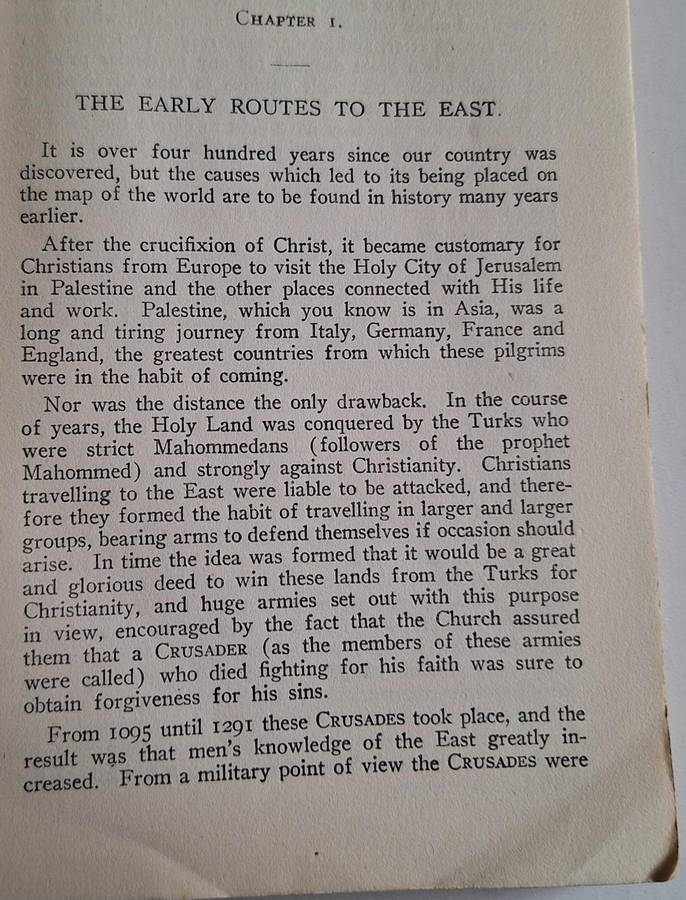 CHAPTER I.
THE EARLY ROUTES TO THE EAST.
It is over four hundred years since our country was
discovered, but the causes which led to its being placed on
the map of the world are to be found in history many years
earlier.
After the crucifixion of Christ, it became customary for
Christians from Europe to visit the Holy City of Jerusalem
in Palestine and the other places connected with His life
and work. Palestine, which you know is in Asia, was a
long and tiring journey from Italy, Germany, France and
England, the greatest countries from which these pilgrims
were in the habit of coming.
Nor was the distance the only drawback. In the course
of years, the Holy Land was conquered by the Turks who
were strict Mahommedans (followers of the prophet
Mahommed) and strongly against Christianity. Christians
travelling to the East were liable to be attacked, and there-
fore they formed the habit of travelling in larger and larger
groups, bearing arms to defend themselves if occasion should
arise. In time the idea was formed that it would be a great
and glorious deed to win these lands from the Turks for
Christianity, and huge armies set out with this purpose
in view, encouraged by the fact that the Church assured
them that a CRUSADER (as the members of these armies
were called) who died fighting for his faith was sure to
obtain forgiveness for his sins.
From 1095 until 1291 these CRUSADES took place, and the
result was that men's knowledge of the East greatly in-
creased. From a military point of view the CRUSADES were